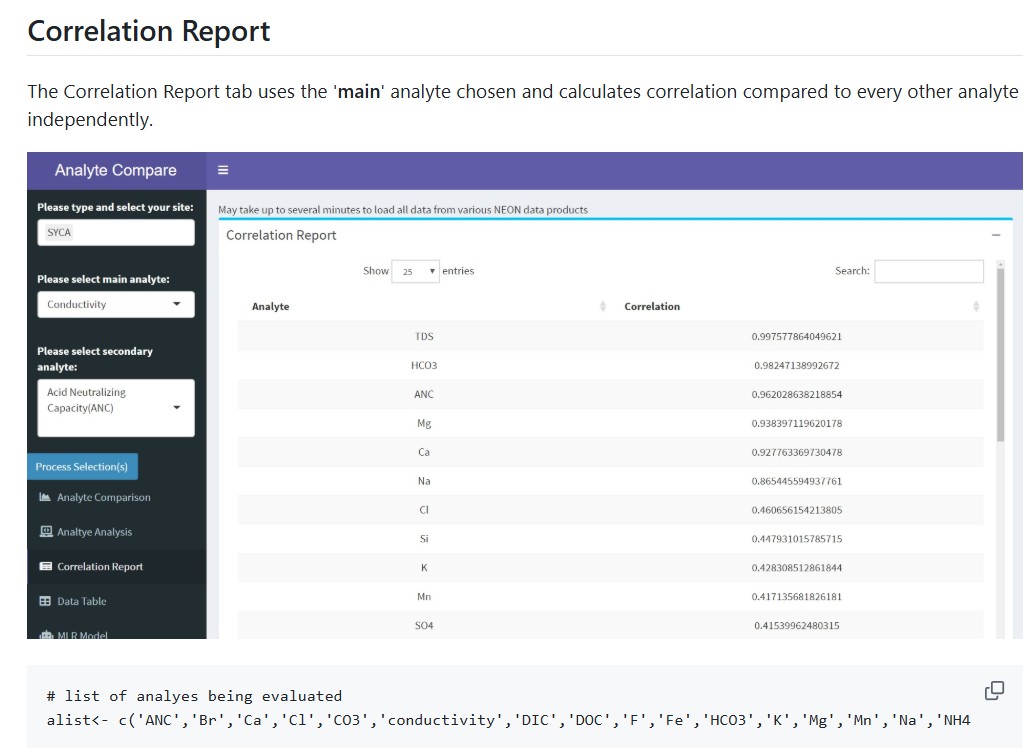 Correlation Report
The Correlation Report tab uses the 'main' analyte chosen and calculates correlation compared to every other analyte
independently.
Analyte Compare
Please type and select your site:
SYCA
Please select main analyte:
Conductivity
Please select secondary
analyte:
Acid Neutralizing
Capacity(ANC)
Process Selection(s)
Analyte Comparison
Analtye Analysis
Correlation Report
Data Table
MLR Model
May take up to several minutes to load all data from various NEON data products
Correlation Report
Show 25 entries Search:
Analyte Correlation
TDS 0.997577864049621
HCO3 0.98247138992672
ANC 0.962028638218854
Mg 0.938397119620178
Ca 0.927763369730478
Na 0.865445594937761
Cl 0.460656154213805
Si 0.447931015785715
K 0.428308512861844
Mn 0.417135681826181
SO4 0.41539962480315
# list of analyes being evaluated
alist<- c('ANC','Br','Ca','Cl','CO3','conductivity','DIC','DOC','F','Fe','HCO3','K','Mg','Mn','Na','NH4